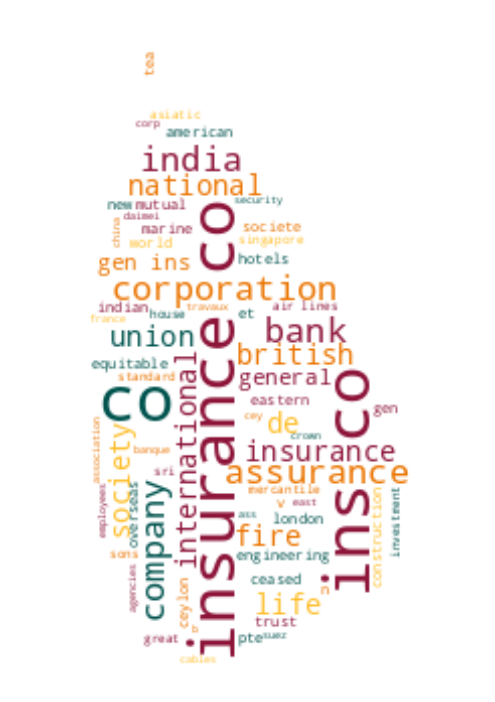 tea
asiatic
corp
american
india
national
new mutual
security
daimei
co
china
marine
societe
world
singapore
gen ins
hotels
corporation
indian
travaux
air lines
house
et
france
union
bank
british
equitable
general
standard
international
insurance co
ins co
co
eastern
gen
cey
de
crown
association
society
banque
insurance
sri
assurance
mercantile
employees
overseas
company
v
east
construction
investment
ass
london
fire
sons
engineering
agencies
ceylon
ceased
n
life
trust
b
great
pte
suez
cables